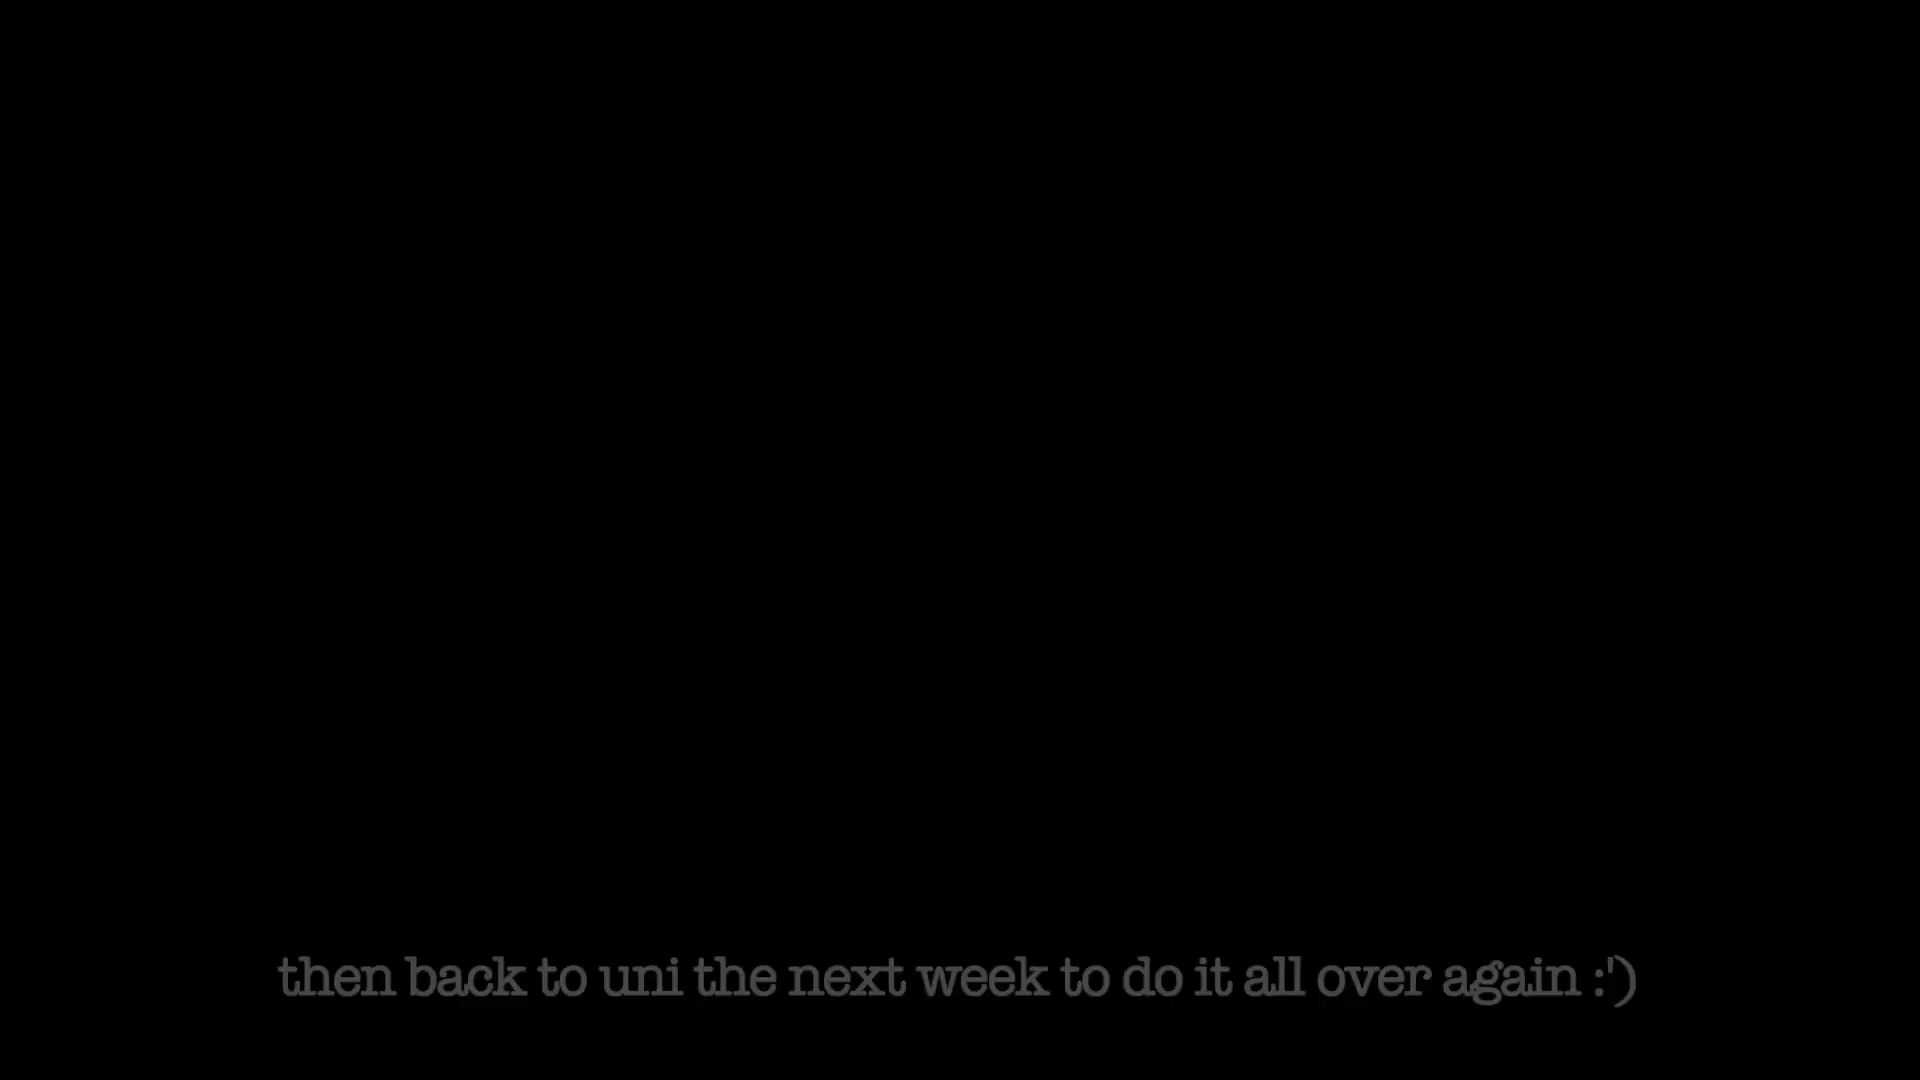 then back to uni the next week to do it all over again :')